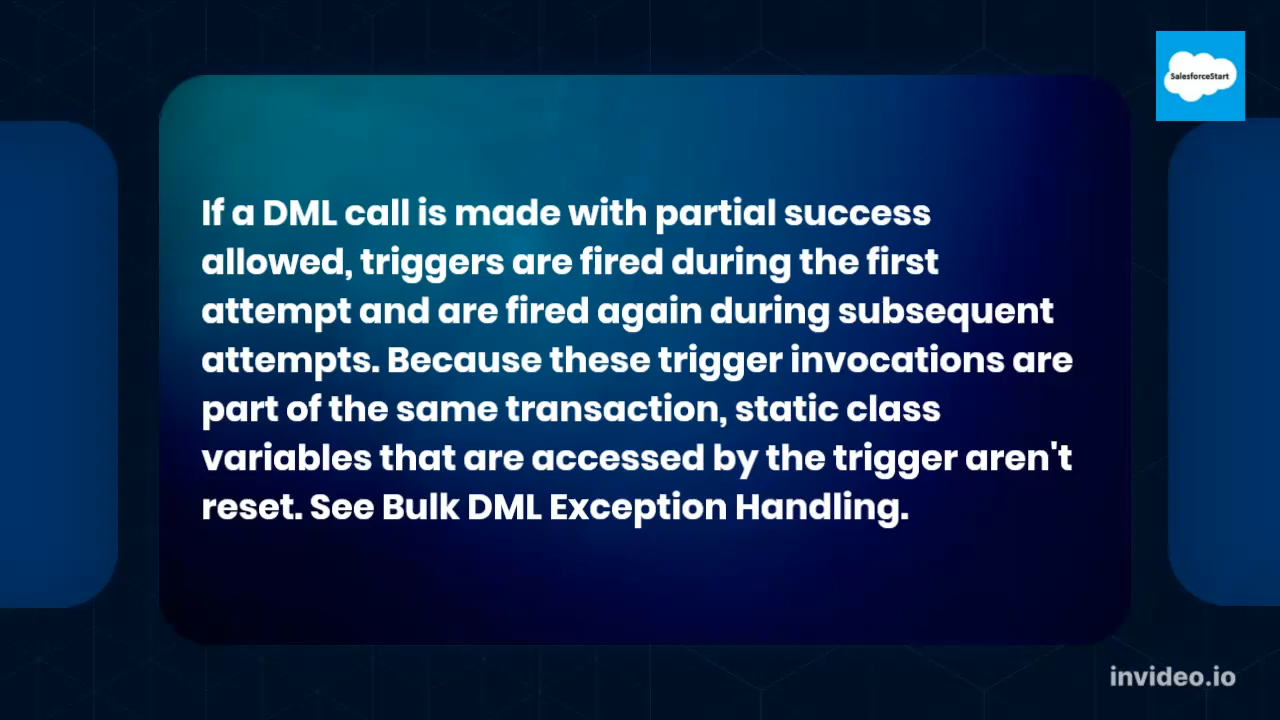 SalesforceStart
If a DML call is made with partial success
allowed, triggers are fired during the first
attempt and are fired again during subsequent
attempts. Because these trigger invocations are
part of the same transaction, static class
variables that are accessed by the trigger aren't
reset. See Bulk DML Exception Handling.
invideo.io